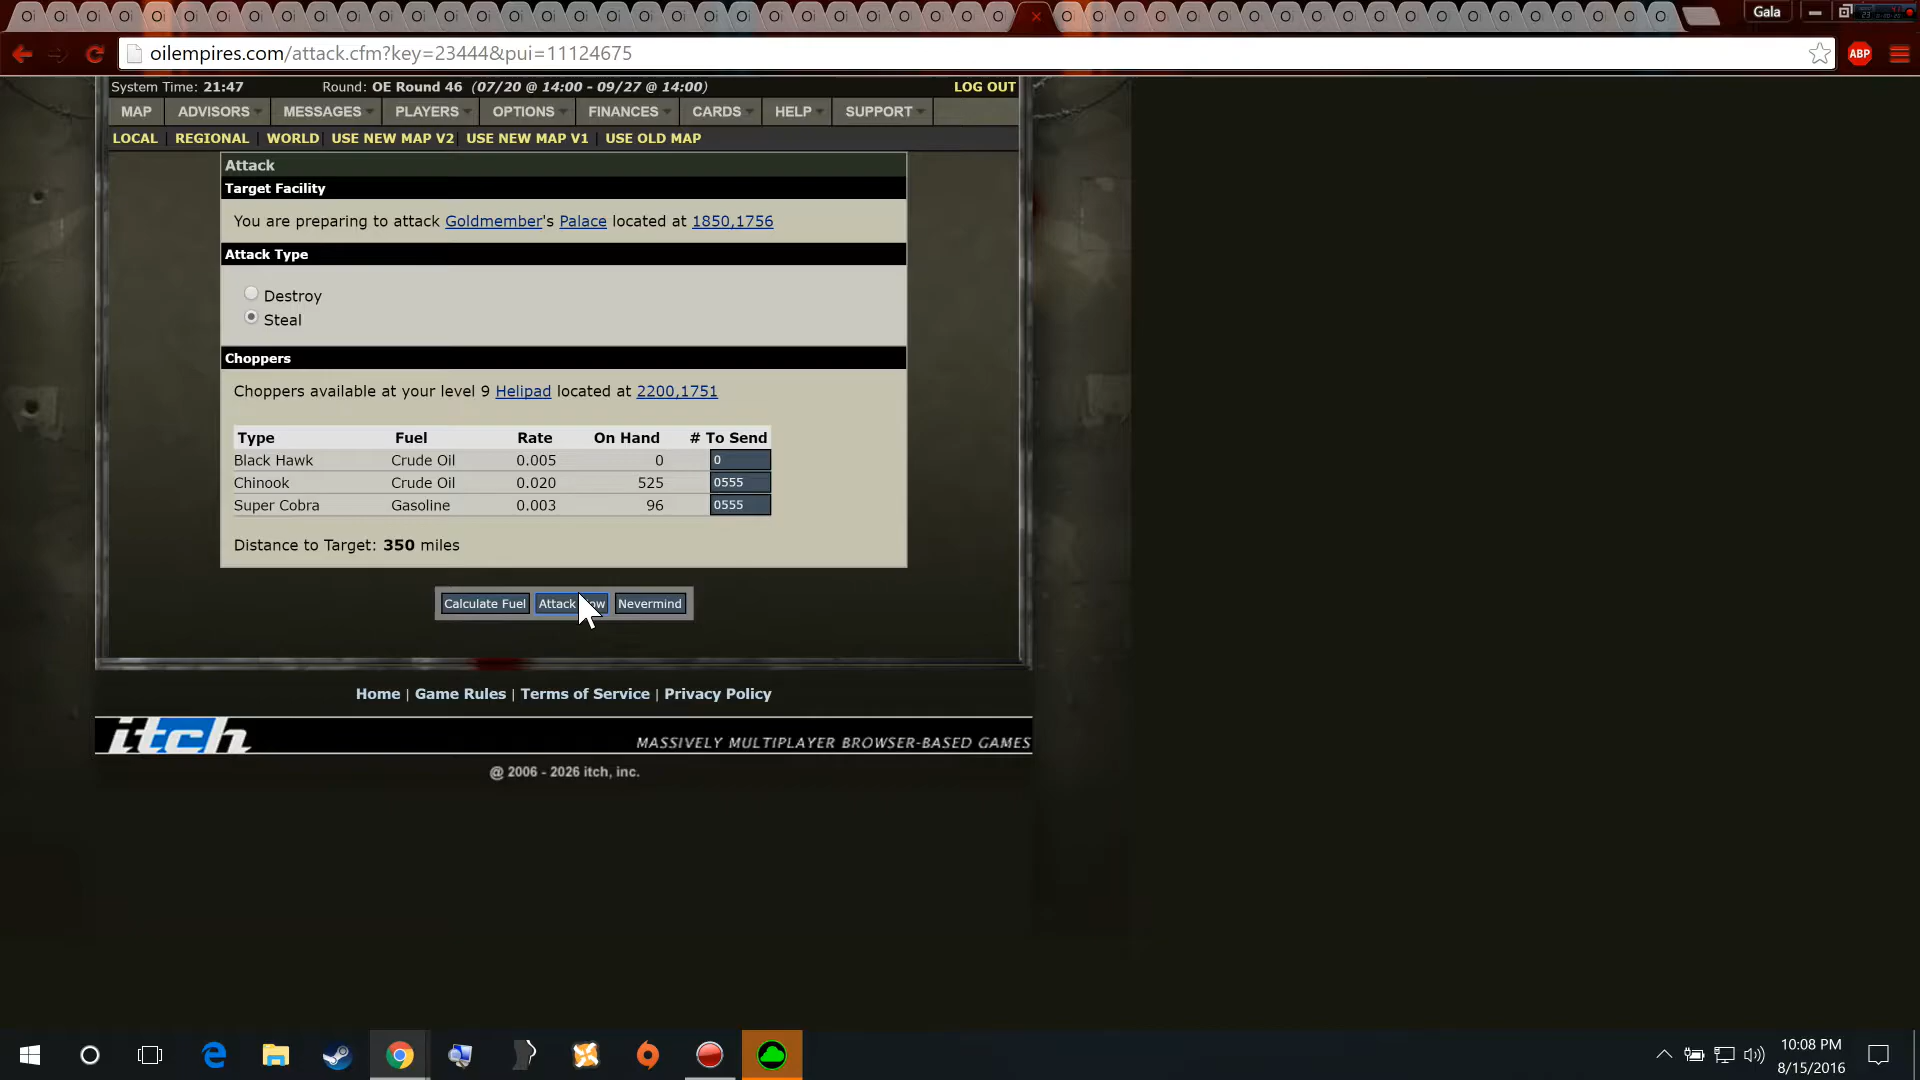 Gala
oilempires.com/attack.cfm?key=23444&pui=11124675
ABP
System Time: 21:47 Round: OE Round 46 (07/20 @ 14:00 - 09/27 @ 14:00) LOG OUT
MAP ADVISORS MESSAGES PLAYERS OPTIONS FINANCES CARDS HELP SUPPORT
LOCAL REGIONAL WORLD USE NEW MAP V2 USE NEW MAP V1 USE OLD MAP
Attack
Target Facility
You are preparing to attack Goldmember's Palace located at 1850,1756
Attack Type
Destroy
Steal
Choppers
Choppers available at your level 9 Helipad located at 2200,1751
Type Fuel Rate On Hand # To Send
Black Hawk Crude Oil 0.005 0 0
Chinook Crude Oil 0.020 525 0555
Super Cobra Gasoline 0.003 96 0555
Distance to Target: 350 miles
Calculate Fuel Attack Nevermind
Home | Game Rules | Terms of Service | Privacy Policy
itch MASSIVELY MULTIPLAYER BROWSER-BASED GAMES
@ 2006 - 2026 itch, inc.
10:08 PM
8/15/2016